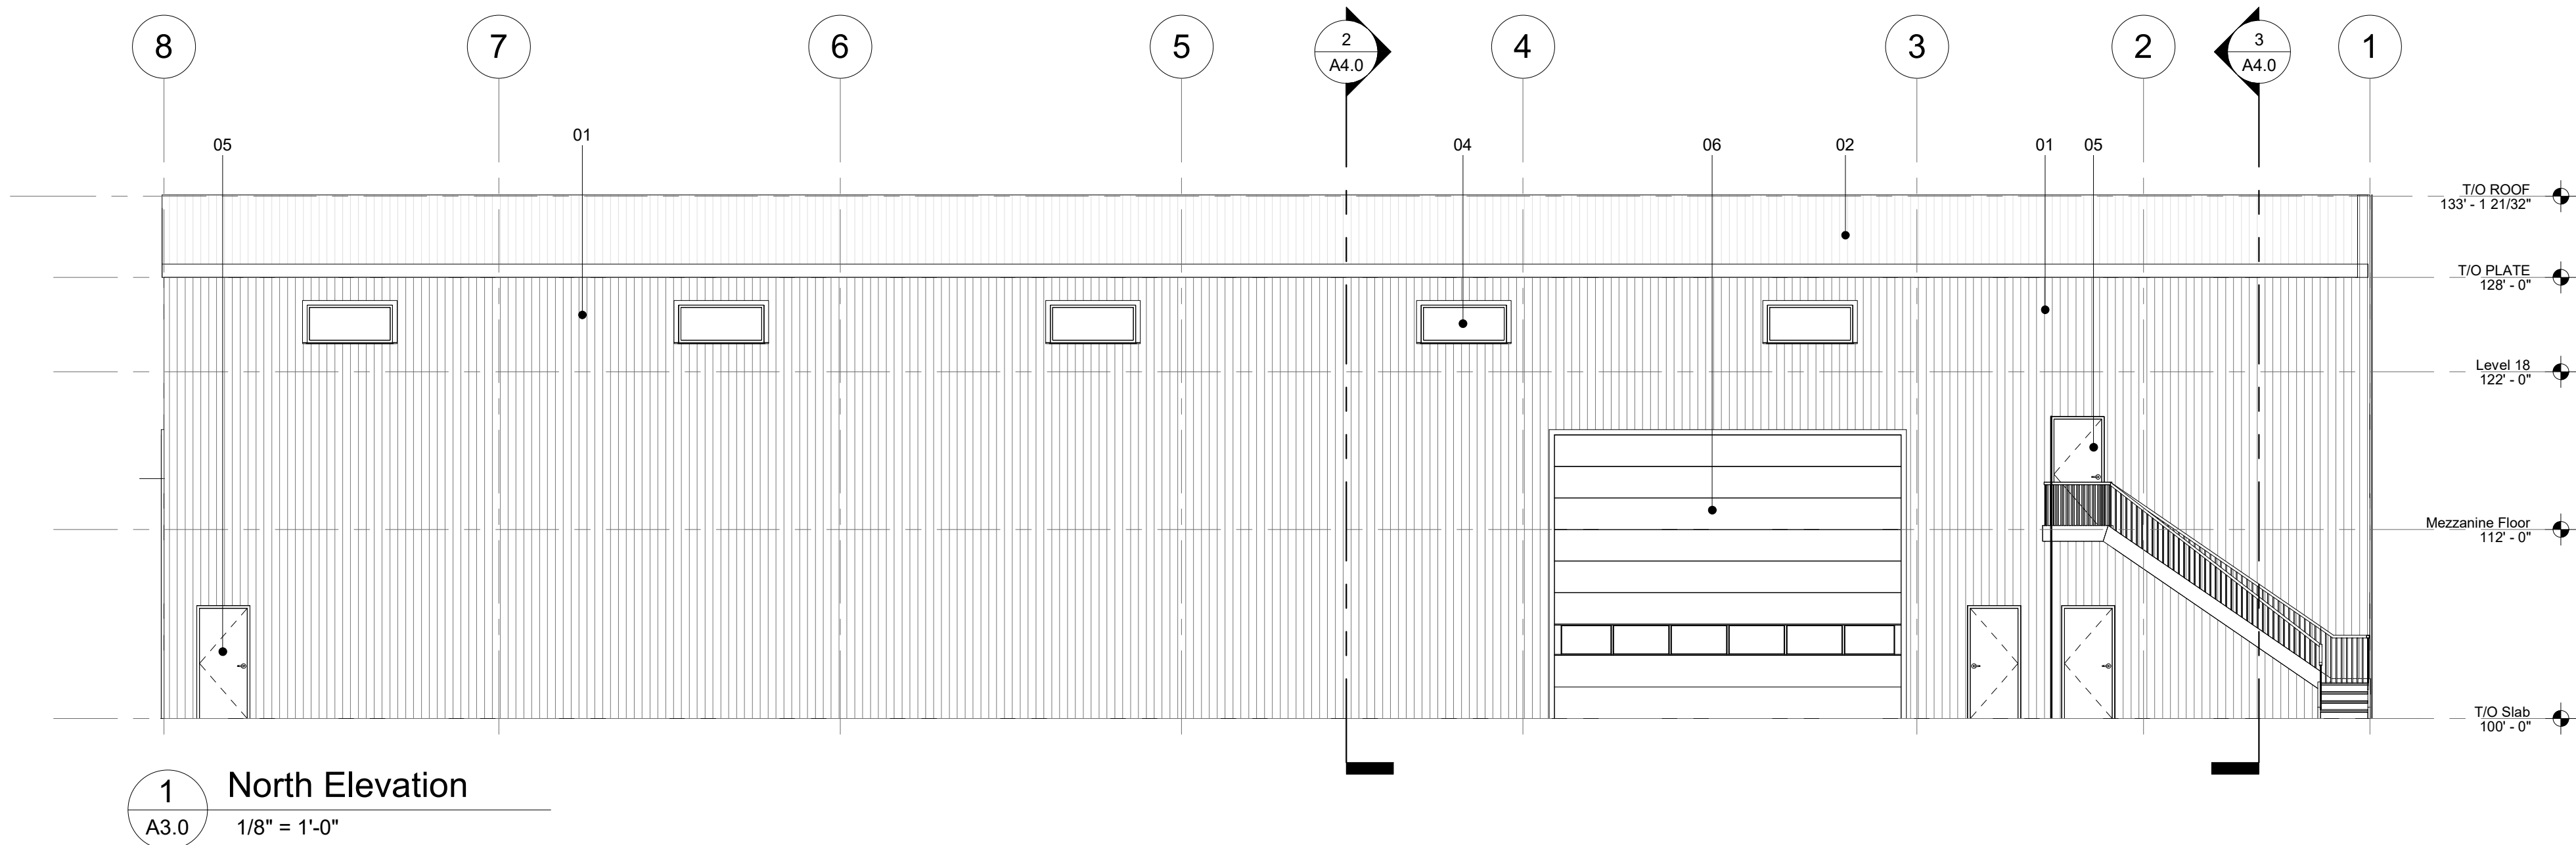 8
7
6
5
2
A4.0
4
3
2
3
A4.0
1
05
01
04
06
02
01
05
T/O ROOF
133' - 1 21/32"
T/O PLATE
128' - 0"
Level 18
122' - 0"
Mezzanine Floor
112' - 0"
T/O Slab
100' - 0"
1
A3.0
North Elevation
1/8" = 1'-0"